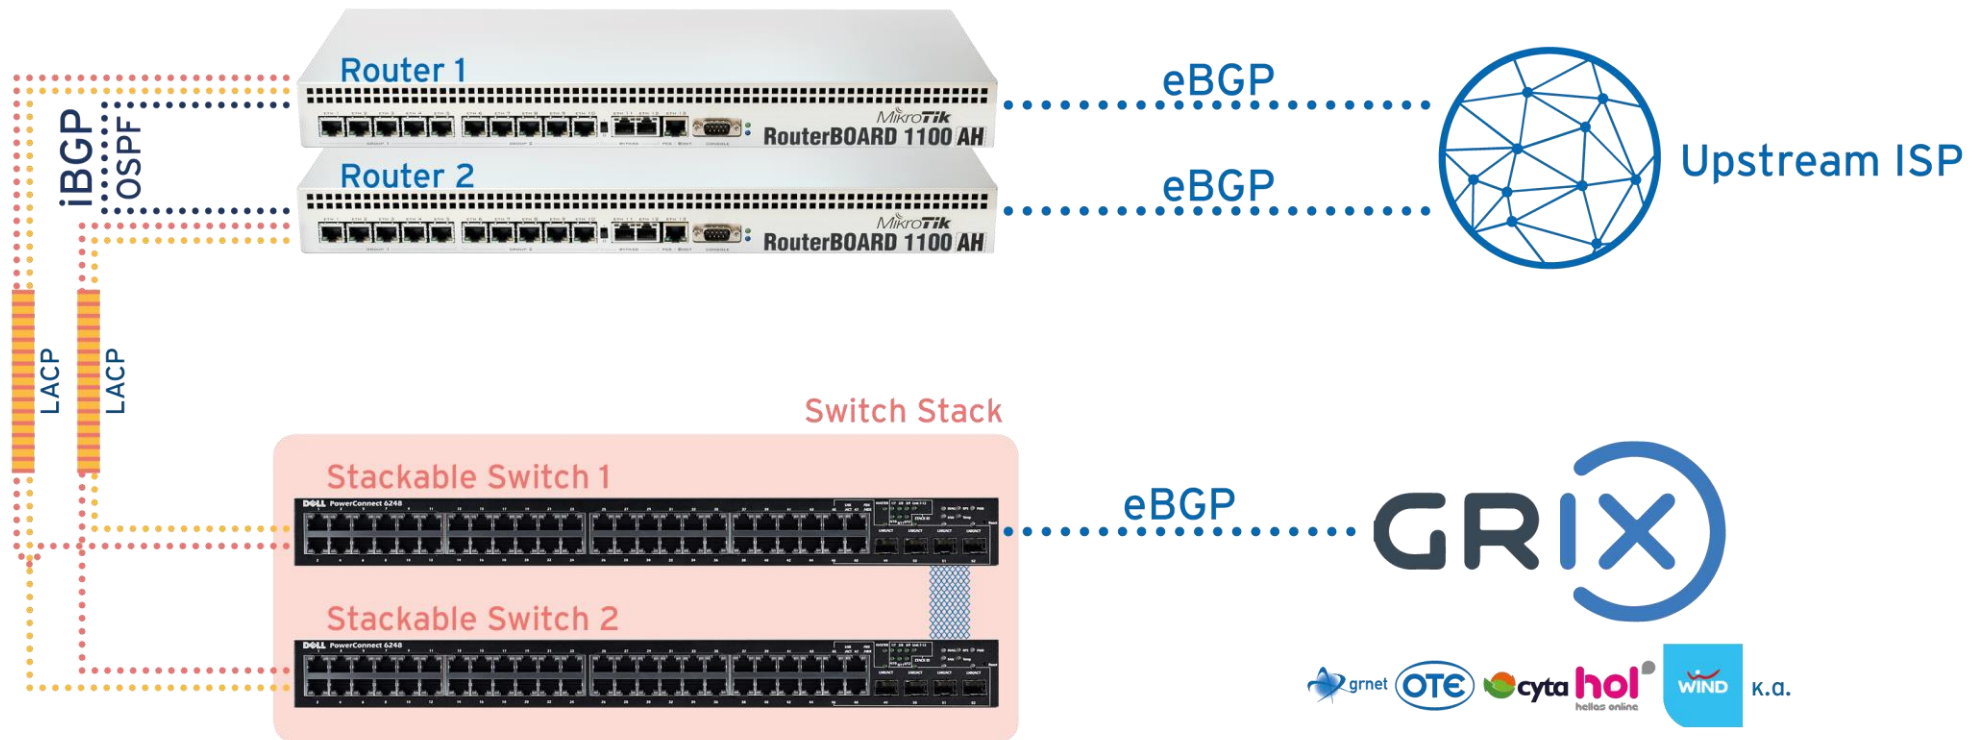 Router 1
eBGP
MikroTik
RouterBOARD 1100 AH
iBGP
OSPF
Router 2
eBGP
Upstream ISP
MikroTik
RouterBOARD 1100 AH
LACP
LACP
Switch Stack
Stackable Switch 1
DELL PowerConnect 6248
eBGP
GRIX
Stackable Switch 2
DELL PowerConnect 6248
grnet OTE cyta hol WIND κ.α.
hellas online